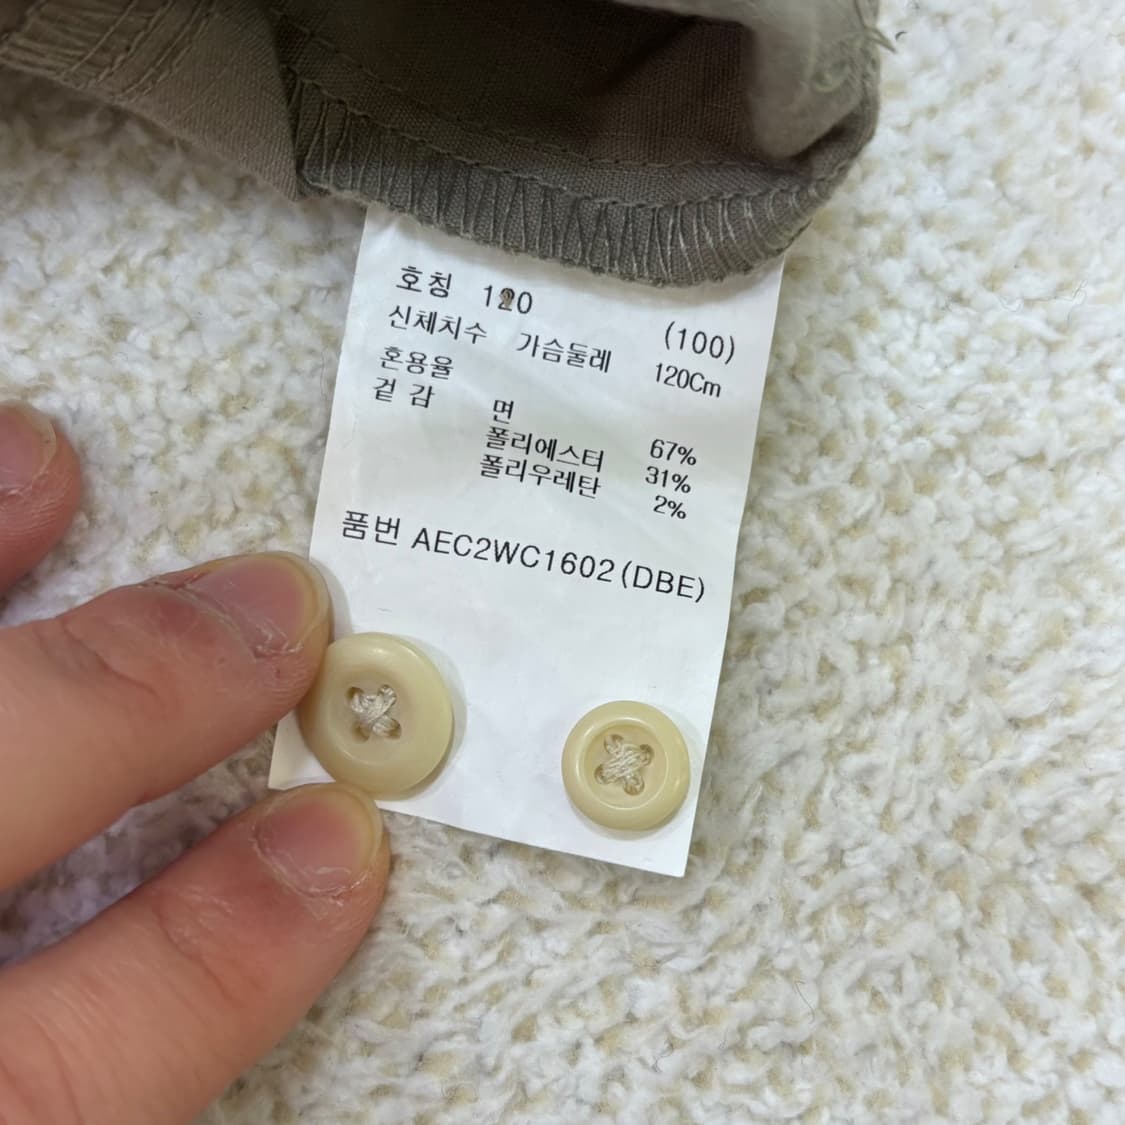 호칭 120 (100)
신체치수 가슴둘레 120Cm
혼용율
겉감 면 67%
폴리에스터 31%
폴리우레탄 2%
품번 AEC2WC1602(DBE)